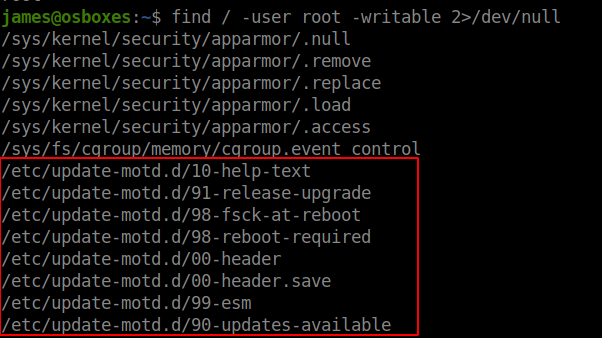 james@osboxes:~$ find / -user root -writable 2>/dev/null
/sys/kernel/security/apparmor/.null
/sys/kernel/security/apparmor/.remove
/sys/kernel/security/apparmor/.replace
/sys/kernel/security/apparmor/.load
/sys/kernel/security/apparmor/.access
/sys/fs/cgroup/memory/cgroup.event_control
/etc/update-motd.d/10-help-text
/etc/update-motd.d/91-release-upgrade
/etc/update-motd.d/98-fsck-at-reboot
/etc/update-motd.d/98-reboot-required
/etc/update-motd.d/00-header
/etc/update-motd.d/00-header.save
/etc/update-motd.d/99-esm
/etc/update-motd.d/90-updates-available